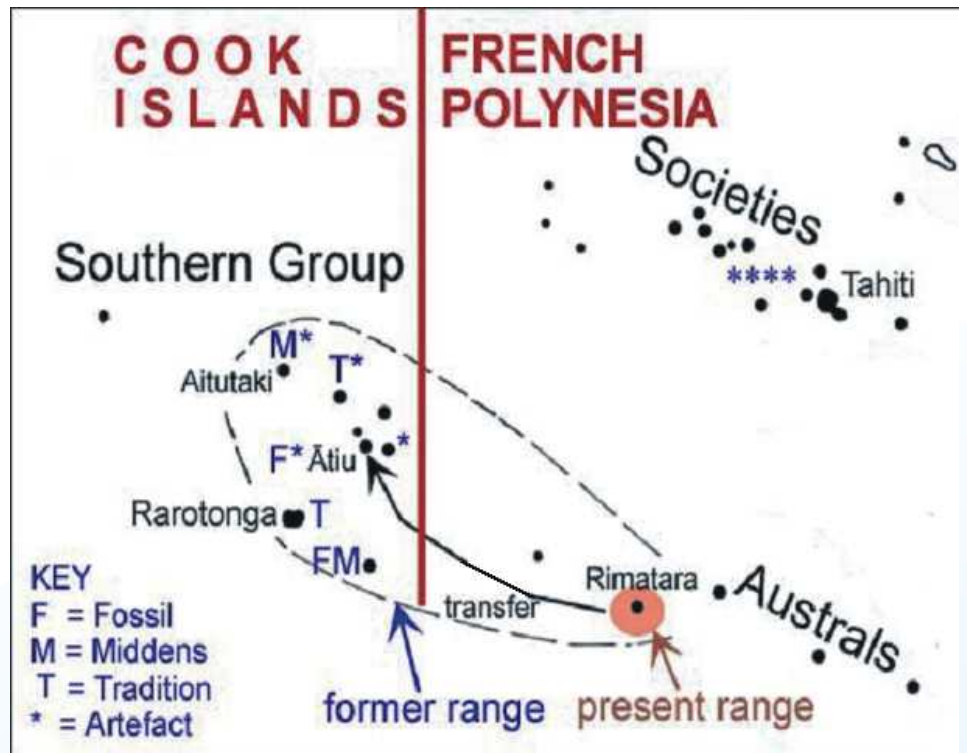 COOK
ISLANDS
FRENCH
POLYNESIA
Societies
****
Tahiti
Southern Group
M*
Aitutaki
T*
*
F* Ātiu
Rarotonga T
FM
Rimatara
transfer
Australs
KEY
F = Fossil
M = Middens
T = Tradition
* = Artefact
former range
present range